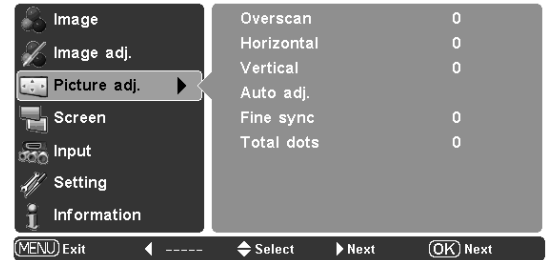 Image
Image adj.
Picture adj.
Screen
Input
Setting
Information
Overscan 0
Horizontal 0
Vertical 0
Auto adj.
Fine sync 0
Total dots 0
MENU Exit ----- Select Next OK Next